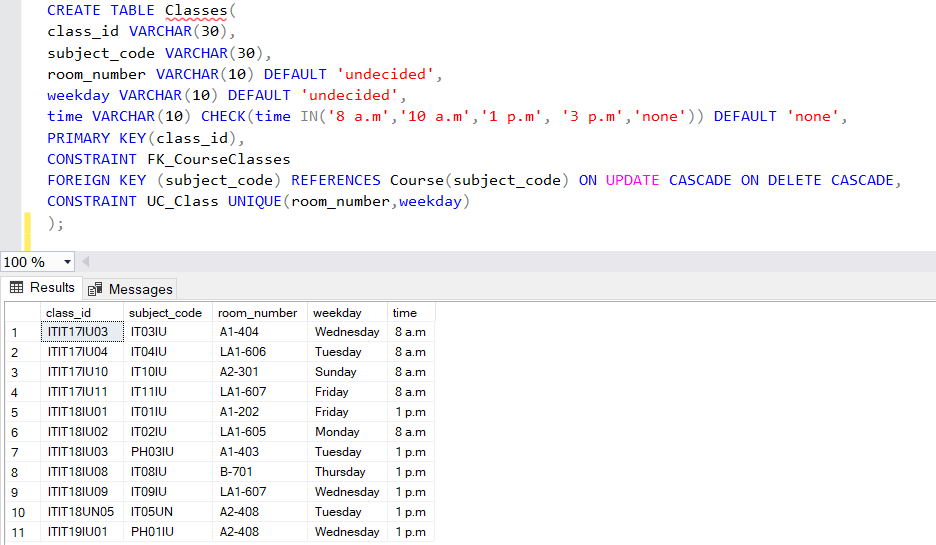 CREATE TABLE Classes(
class_id VARCHAR(30),
subject_code VARCHAR(30),
room_number VARCHAR(10) DEFAULT 'undecided',
weekday VARCHAR(10) DEFAULT 'undecided',
time VARCHAR(10) CHECK(time IN('8 a.m','10 a.m','1 p.m', '3 p.m','none')) DEFAULT 'none',
PRIMARY KEY(class_id),
CONSTRAINT FK_CourseClasses
FOREIGN KEY (subject_code) REFERENCES Course(subject_code) ON UPDATE CASCADE ON DELETE CASCADE,
CONSTRAINT UC_Class UNIQUE(room_number,weekday)
);
100 %
Results Messages
class_id subject_code room_number weekday time
1 ITIT17IU03 IT03IU A1-404 Wednesday 8 a.m
2 ITIT17IU04 IT04IU LA1-606 Tuesday 8 a.m
3 ITIT17IU10 IT10IU A2-301 Sunday 8 a.m
4 ITIT17IU11 IT11IU LA1-607 Friday 8 a.m
5 ITIT18IU01 IT01IU A1-202 Friday 1 p.m
6 ITIT18IU02 IT02IU LA1-605 Monday 8 a.m
7 ITIT18IU03 PH03IU A1-403 Tuesday 1 p.m
8 ITIT18IU08 IT08IU B-701 Thursday 1 p.m
9 ITIT18IU09 IT09IU LA1-607 Wednesday 1 p.m
10 ITIT18UN05 IT05UN A2-408 Tuesday 1 p.m
11 ITIT19IU01 PH01IU A2-408 Wednesday 1 p.m